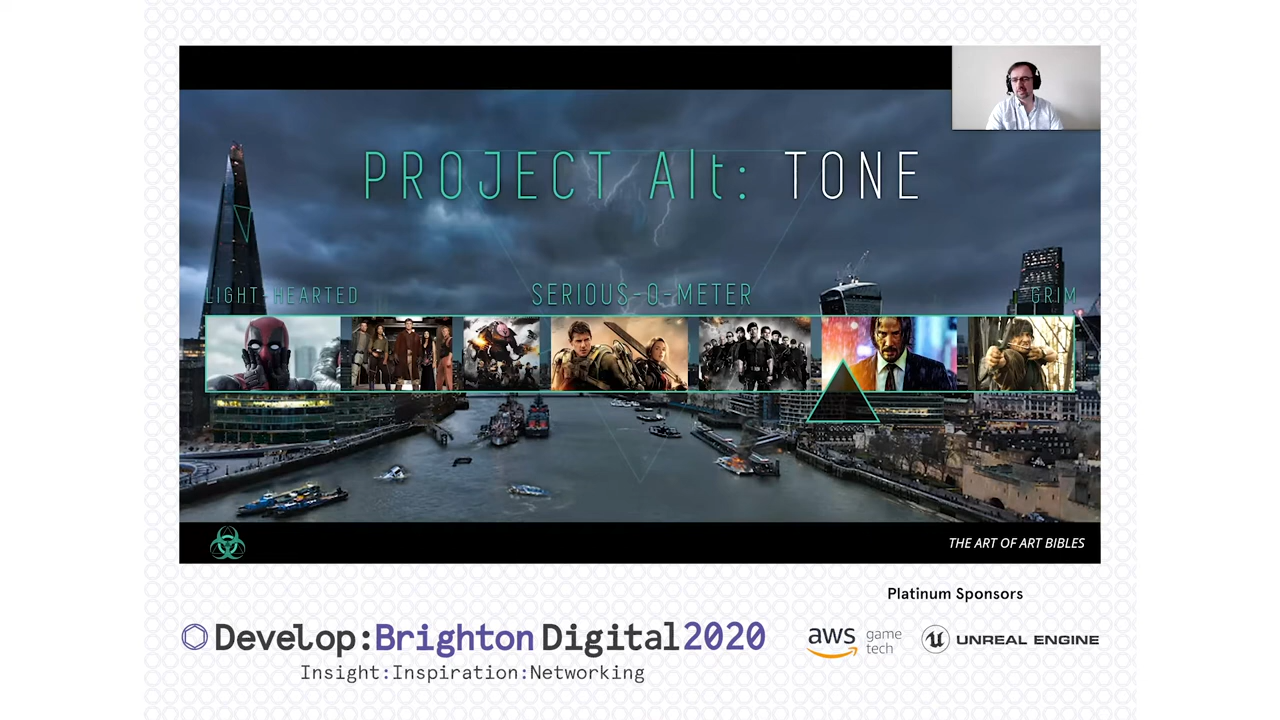 PROJECT Alt: TONE
LIGHT-HEARTED
SERIOUS-O-METER
GRIM
THE ART OF ART BIBLES
Platinum Sponsors
Develop:Brighton Digital 2020
Insight:Inspiration:Networking
aws game tech
UNREAL ENGINE